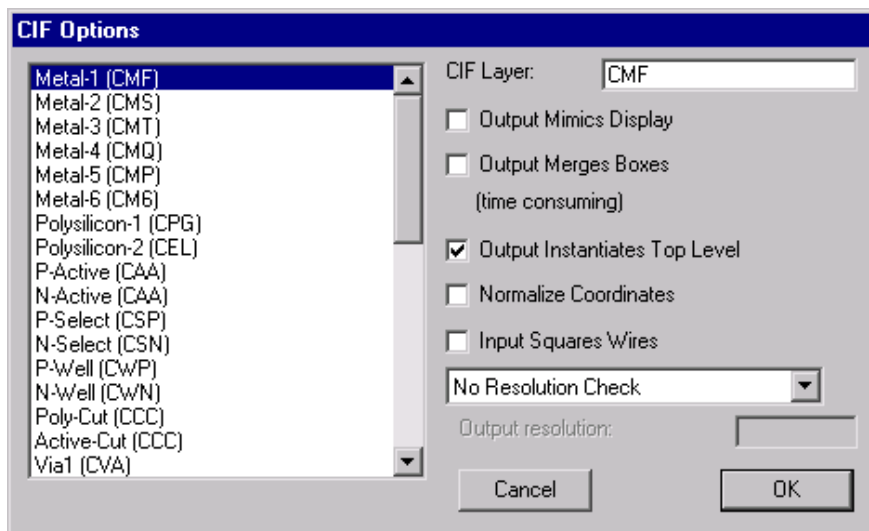 CIF Options
Metal-1 (CMF)
Metal-2 (CMS)
Metal-3 (CMT)
Metal-4 (CMQ)
Metal-5 (CMP)
Metal-6 (CM6)
Polysilicon-1 (CPG)
Polysilicon-2 (CEL)
P-Active (CAA)
N-Active (CAA)
P-Select (CSP)
N-Select (CSN)
P-Well (CWP)
N-Well (CWN)
Poly-Cut (CCC)
Active-Cut (CCC)
Via1 (CVA)
CIF Layer: CMF
Output Mimics Display
Output Merges Boxes
(time consuming)
Output Instantiates Top Level
Normalize Coordinates
Input Squares Wires
No Resolution Check
Output resolution:
Cancel OK